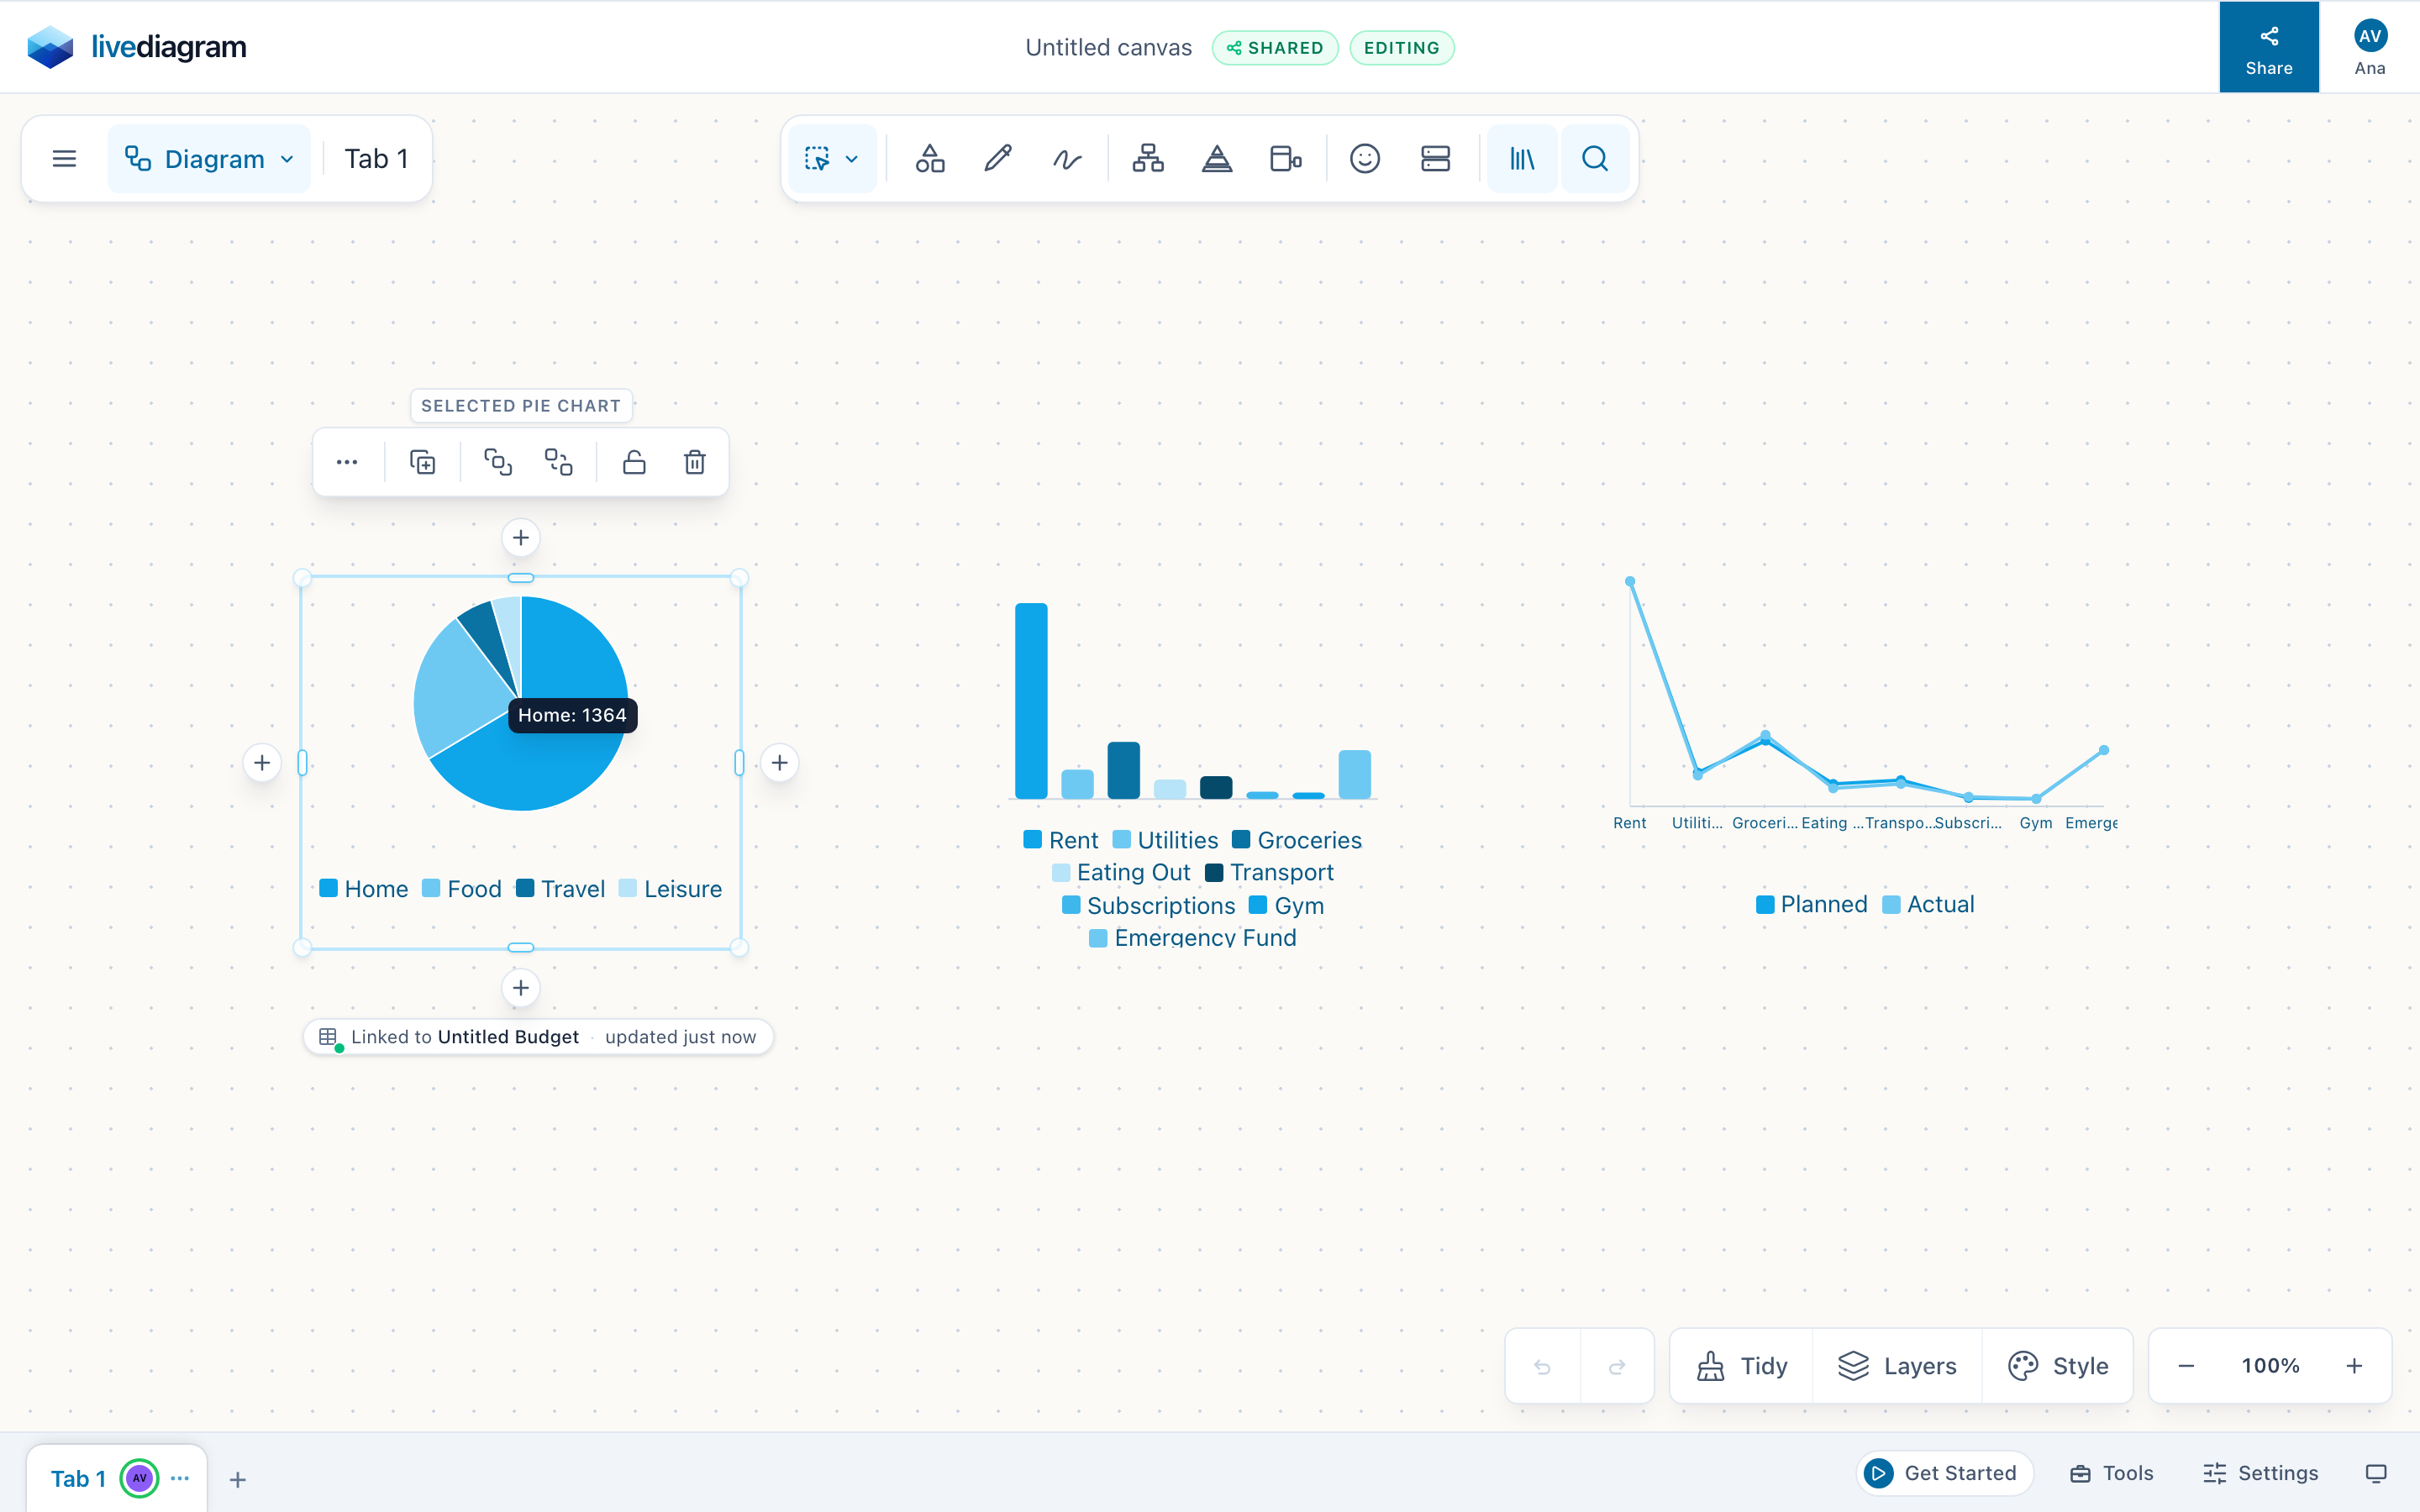 livediagram
Untitled canvas SHARED EDITING
Share
AV
Ana
Diagram
Tab 1
SELECTED PIE CHART
Home: 1364
Home Food Travel Leisure
Linked to Untitled Budget · updated just now
Rent Utilities Groceries
Eating Out Transport
Subscriptions Gym
Emergency Fund
Rent Utiliti... Groceri... Eating ... Transpo... Subscri... Gym Emerge
Planned Actual
Tidy
Layers
Style
100%
Tab 1 AV
Get Started
Tools
Settings